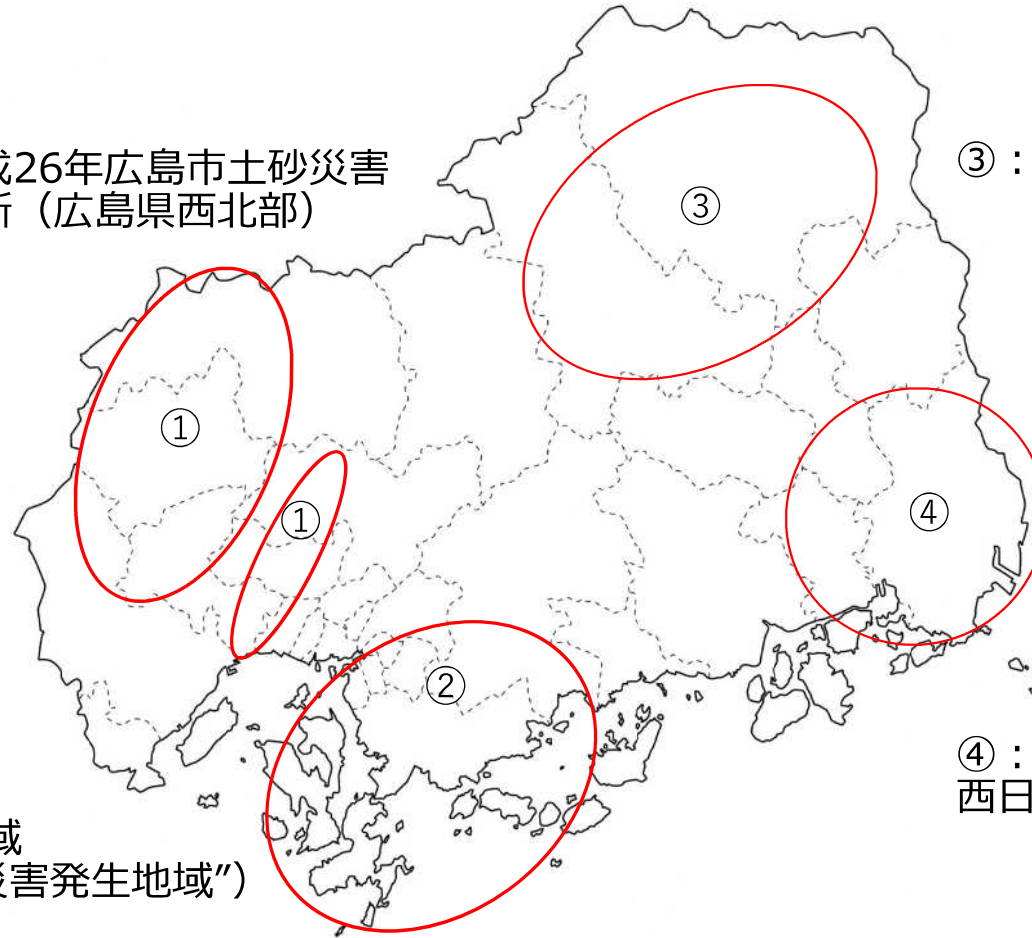 成26年広島市土砂災害
所（広島県西北部）
③：
③
①
①
④
②
④：
西日
域
災害発生地域”）